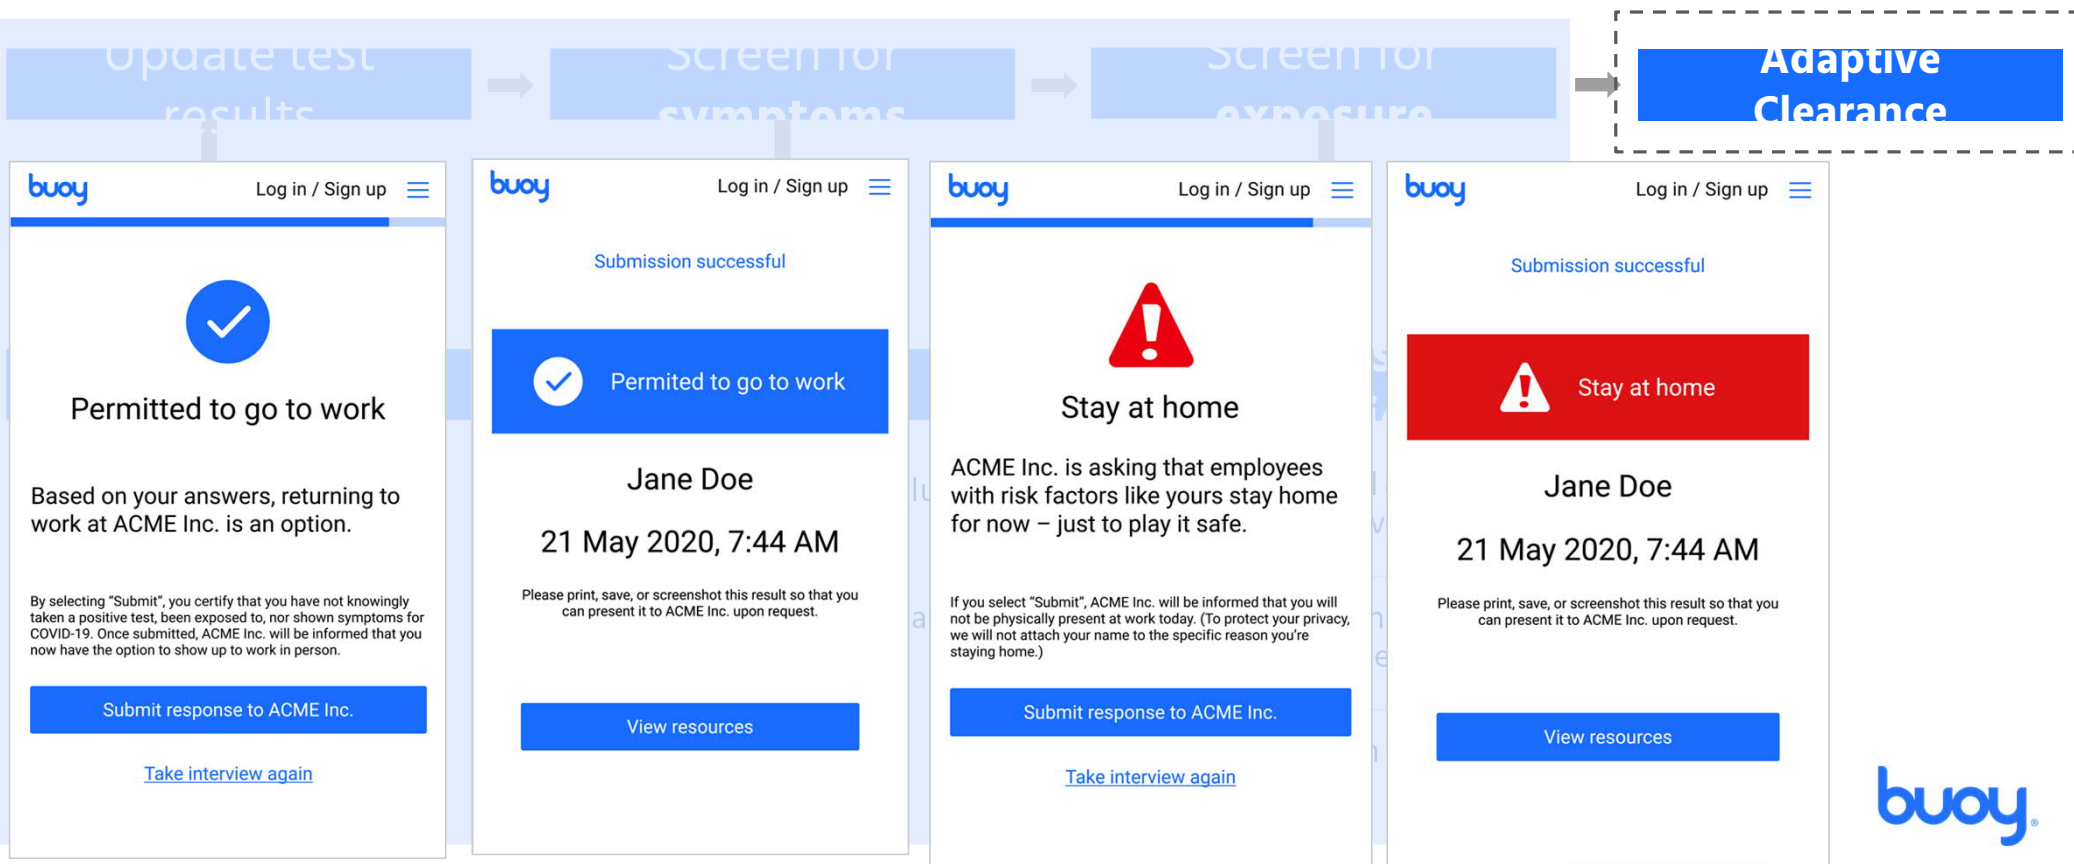 Update test
results
Screen for
symptoms
Screen for
exposure
Adaptive
Clearance
buoy
Log in / Sign up
Permitted to go to work
Based on your answers, returning to
work at ACME Inc. is an option.
By selecting “Submit”, you certify that you have not knowingly
taken a positive test, been exposed to, nor shown symptoms for
COVID-19. Once submitted, ACME Inc. will be informed that you
now have the option to show up to work in person.
Submit response to ACME Inc.
Take interview again
buoy
Log in / Sign up
Submission successful
Permited to go to work
Jane Doe
21 May 2020, 7:44 AM
Please print, save, or screenshot this result so that you
can present it to ACME Inc. upon request.
View resources
buoy
Log in / Sign up
Stay at home
ACME Inc. is asking that employees
with risk factors like yours stay home
for now – just to play it safe.
If you select “Submit”, ACME Inc. will be informed that you will
not be physically present at work today. (To protect your privacy,
we will not attach your name to the specific reason you’re
staying home.)
Submit response to ACME Inc.
Take interview again
buoy
Log in / Sign up
Submission successful
Stay at home
Jane Doe
21 May 2020, 7:44 AM
Please print, save, or screenshot this result so that you
can present it to ACME Inc. upon request.
View resources
buoy®